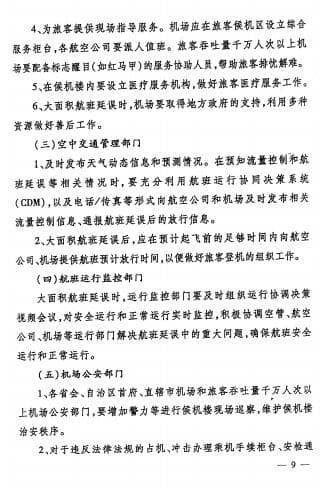 4、为旅客提供现场指导服务。机场应在旅客候机区设立综合
服务柜台,各航空公司要派人值班。旅客吞吐量千万人次以上机
场要配备标志醒目(如红马甲)的服务协助人员,帮助旅客排忧解难。
5、在候机楼内要设立医疗服务机构,做好旅客医疗服务工作。
6、大面积航班延误时,机场要取得地方政府的支持,利用多种
资源做好善后工作。
(三)空中交通管理部门
1、及时发布天气动态信息和预测情况。在预知流量控制和航
班延误等相关情况时,要充分利用航班运行协同决策系统
(CDM),以及电话/传真等形式向航空公司和机场及时发布相关
流量控制信息、通报航班延误后的放行信息。
2、大面积航班延误后,应在预计起飞前的足够时间内向航空公
司、机场提供航班预计放行时间,以便做好旅客登机的组织工作。
(四)航班运行监控部门
大面积航班延误时,运行监控部门要及时组织运行协调决策
视频会议,对安全运行和正常运行实时监控,积极协调空管、航空
公司、机场等运行部门解决航班延误中的重大问题,确保航班安全
运行和正常运行。
(五)机场公安部门
1、各省会、自治区首府、直辖市机场和旅客吞吐量千万人次以
上机场公安部门,要增加警力等进行候机楼现场巡察,维护候机楼
治安秩序。
2、对于违反法律法规的占机、冲击办理乘机手续柜台、安检通
— 9 —